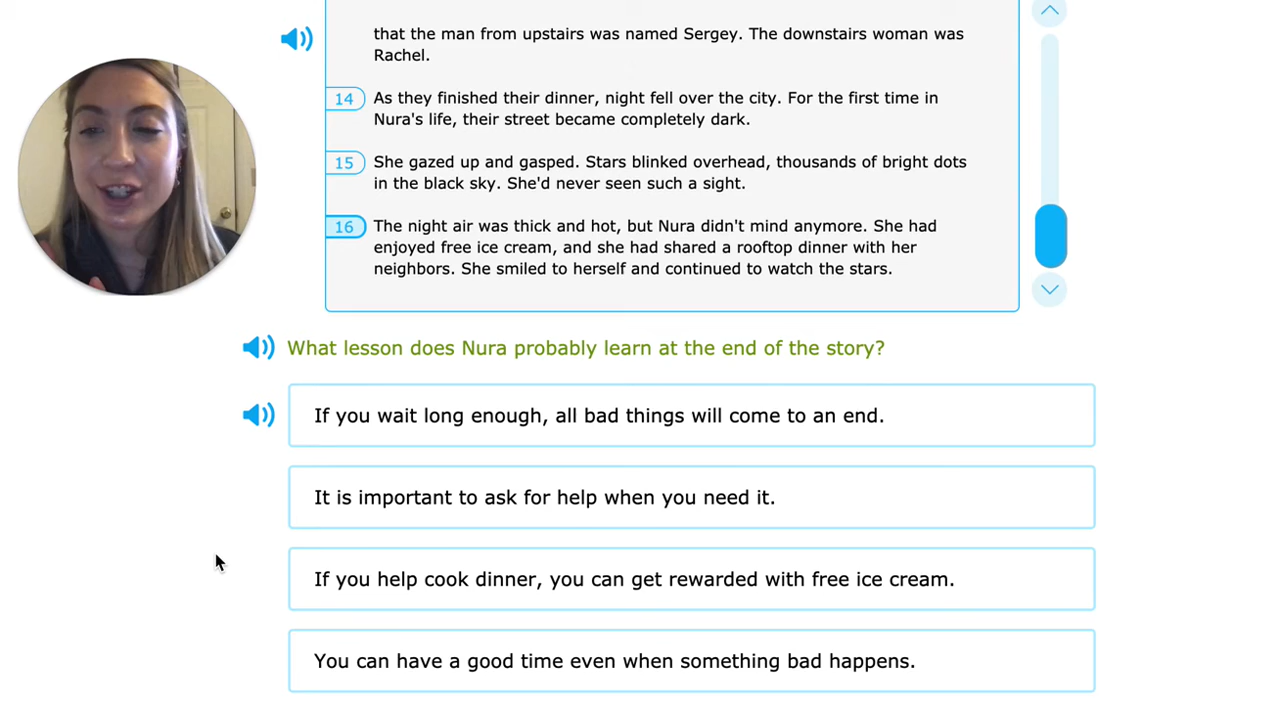 that the man from upstairs was named Sergey. The downstairs woman was
Rachel.
14
As they finished their dinner, night fell over the city. For the first time in
Nura's life, their street became completely dark.
15
She gazed up and gasped. Stars blinked overhead, thousands of bright dots
in the black sky. She'd never seen such a sight.
16
The night air was thick and hot, but Nura didn't mind anymore. She had
enjoyed free ice cream, and she had shared a rooftop dinner with her
neighbors. She smiled to herself and continued to watch the stars.
What lesson does Nura probably learn at the end of the story?
If you wait long enough, all bad things will come to an end.
It is important to ask for help when you need it.
If you help cook dinner, you can get rewarded with free ice cream.
You can have a good time even when something bad happens.